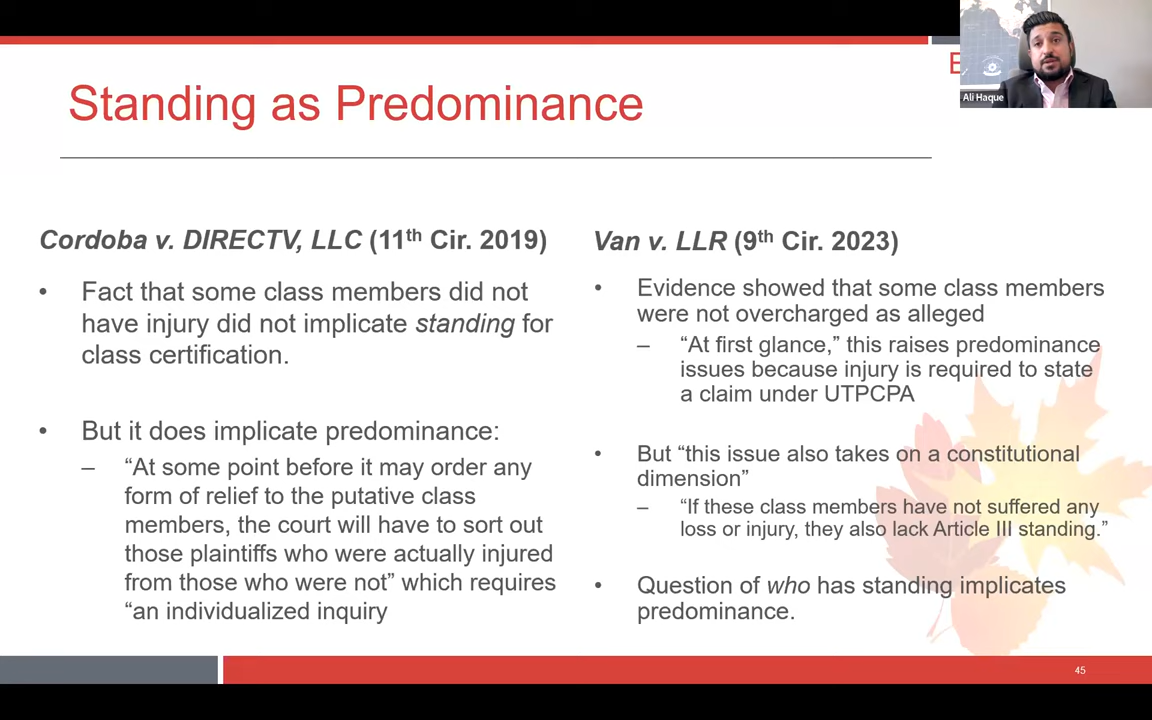 Standing as Predominance
E
Ali Haque
Cordoba v. DIRECTV, LLC (11th Cir. 2019)
• Fact that some class members did not
have injury did not implicate standing for
class certification.
• But it does implicate predominance:
– “At some point before it may order any
form of relief to the putative class
members, the court will have to sort out
those plaintiffs who were actually injured
from those who were not” which requires
“an individualized inquiry
Van v. LLR (9th Cir. 2023)
• Evidence showed that some class members
were not overcharged as alleged
– “At first glance,” this raises predominance
issues because injury is required to state
a claim under UTPCPA
• But “this issue also takes on a constitutional
dimension”
– “If these class members have not suffered any
loss or injury, they also lack Article III standing.”
• Question of who has standing implicates
predominance.
45